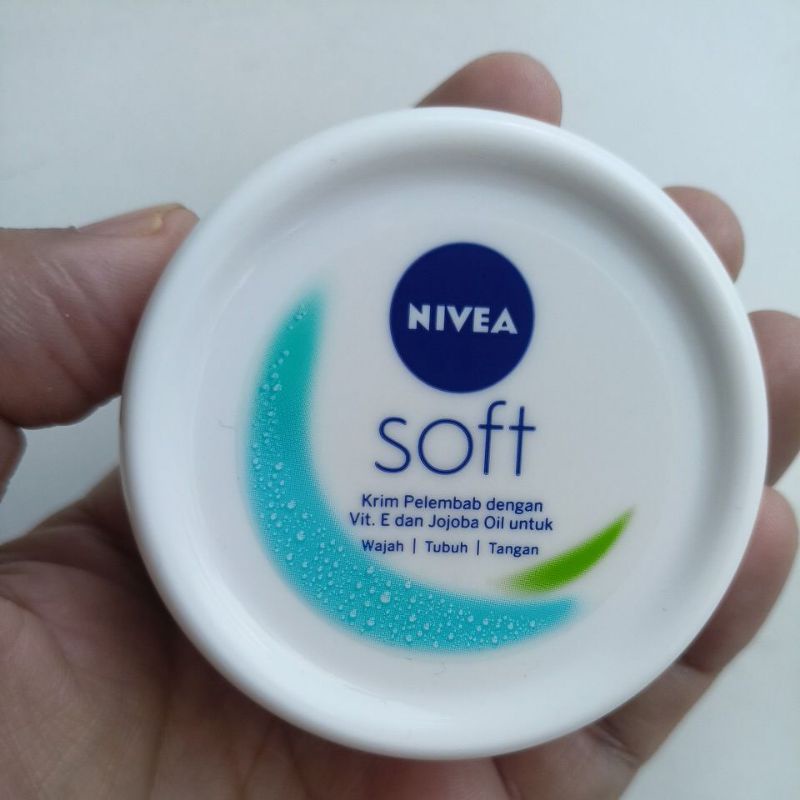 NIVEA
soft
Krim Pelembab dengan
Vit. E dan Jojoba Oil untuk
Wajah | Tubuh | Tangan